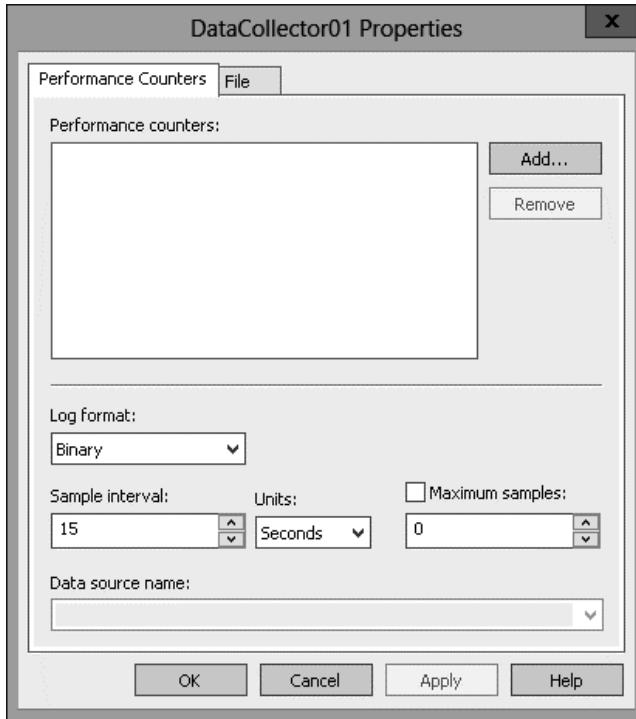 DataCollector01 Properties
x
Performance Counters File
Performance counters:
Add...
Remove
Log format:
Binary
Sample interval: Units: Maximum samples:
15 Seconds 0
Data source name:
OK Cancel Apply Help